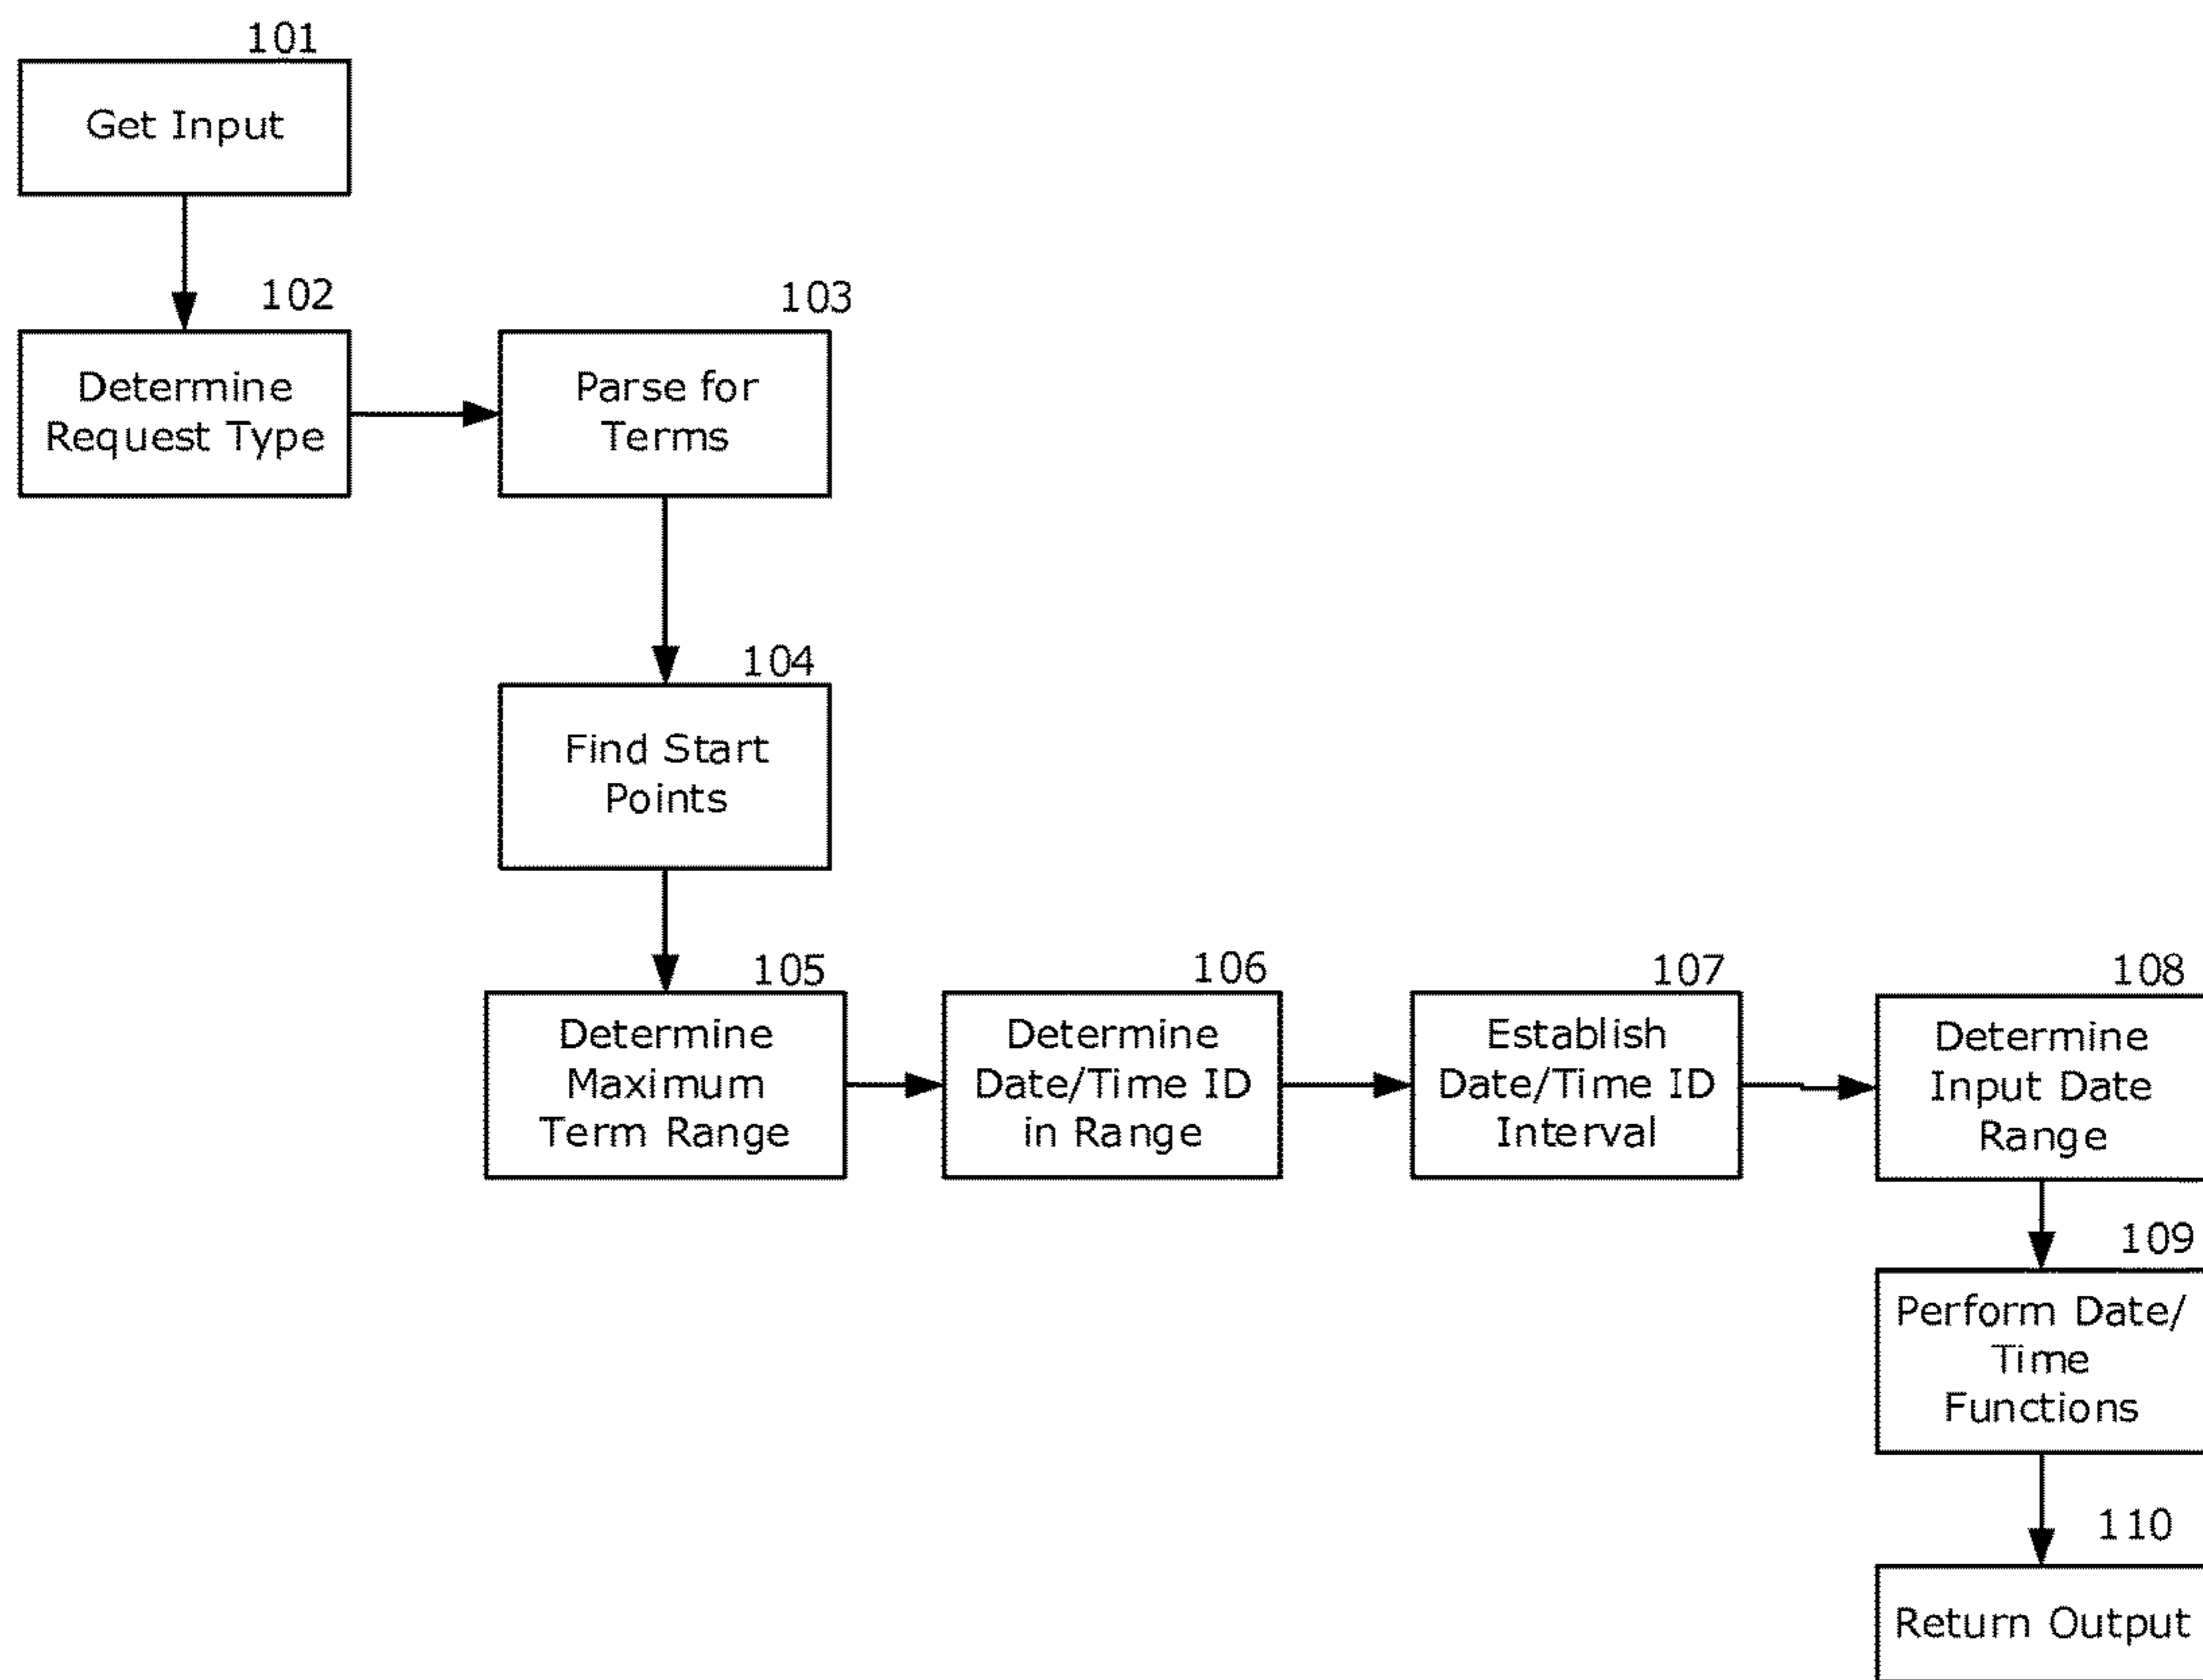 101
Get Input
102
Determine
Request Type
103
Parse for
Terms
104
Find Start
Points
105
Determine
Maximum
Term Range
106
Determine
Date/Time ID
in Range
107
Establish
Date/Time ID
Interval
108
Determine
Input Date
Range
109
Perform Date/
Time
Functions
110
Return Output